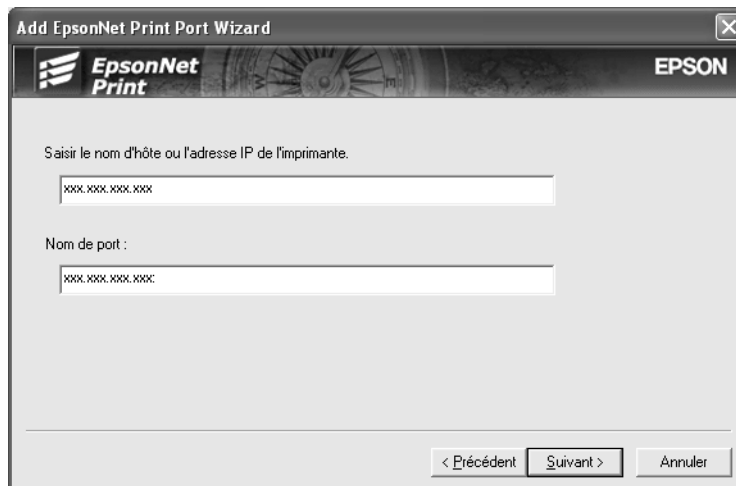 Add EpsonNet Print Port Wizard
EpsonNet
Print
EPSON
Saisir le nom d'hôte ou l'adresse IP de l'imprimante.
xxx.xxx.xxx.xxx
Nom de port :
xxx.xxx.xxx.xxx:
< Précédent
Suivant >
Annuler